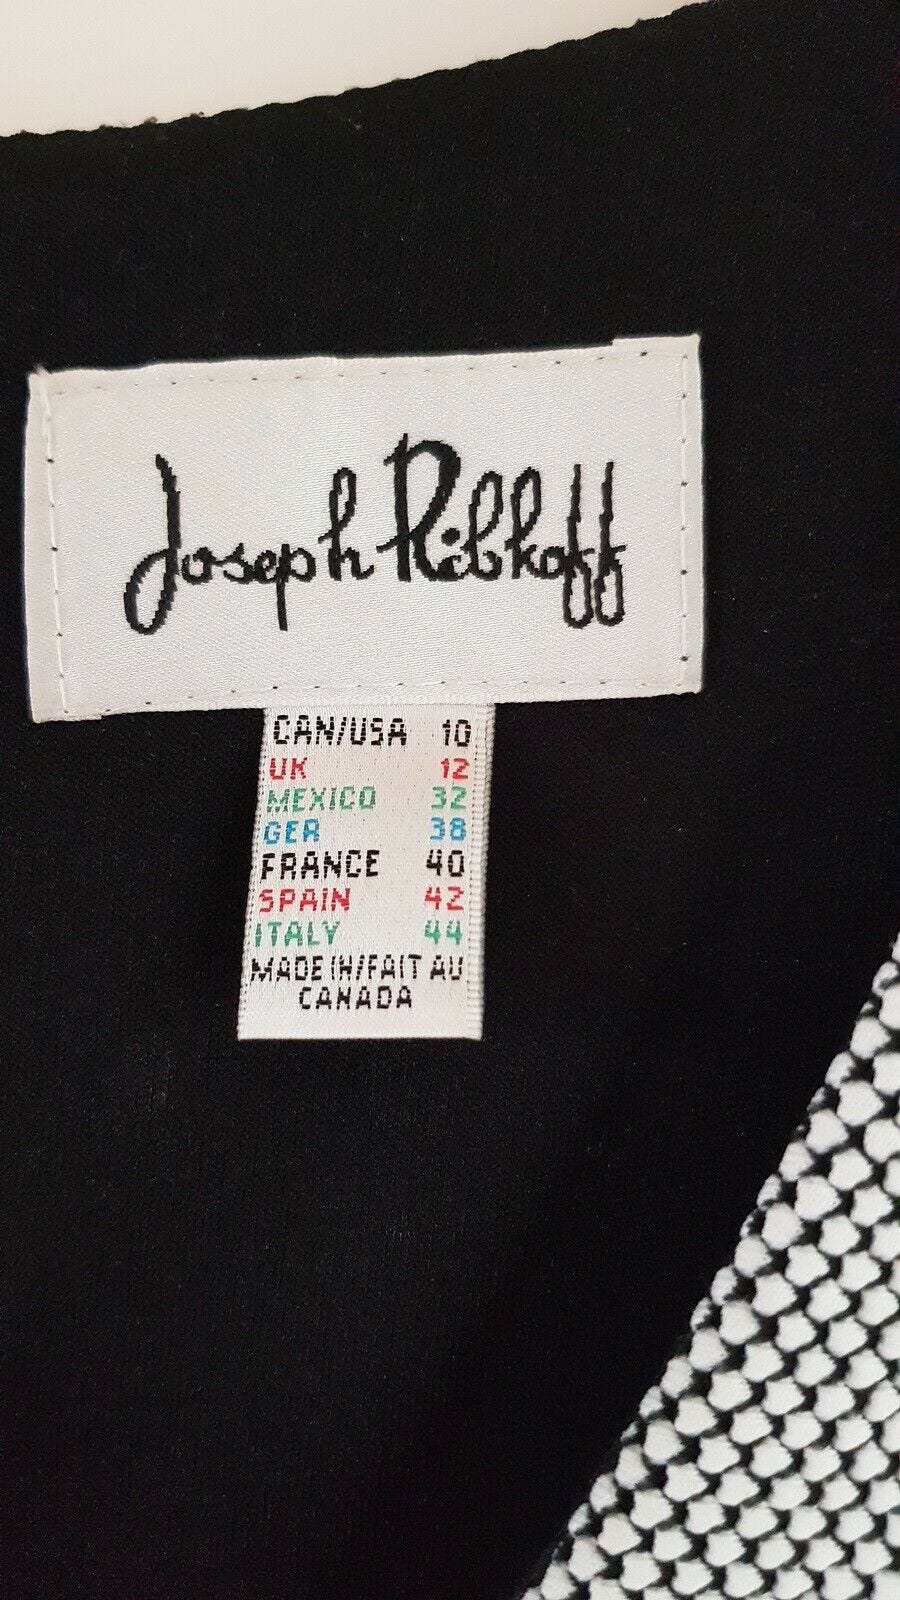 Joseph Ribkoff
CAN/USA 10
UK 12
MEXICO 32
GER 38
FRANCE 40
SPAIN 42
ITALY 44
MADE IN/FAIT AU
CANADA